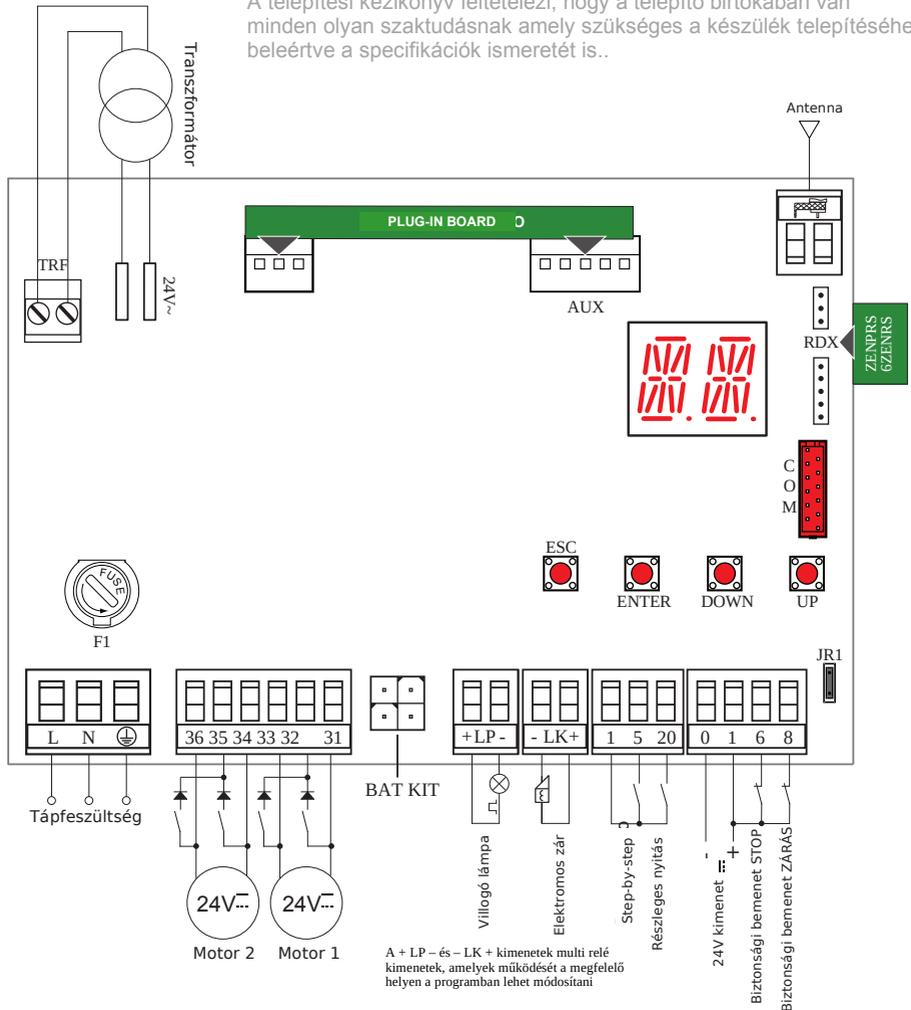 A telepítési kézikönyv feltételezi, hogy a telepítő birtokában van
minden olyan szaktudásnak amely szükséges a készülék telepítéséhe
beleértve a specifikációk ismeretét is..
Transzformátor
Antenna
PLUG-IN BOARD O
TRF
24V~
AUX
RDX
ZENPRS
6ZENRS
C
O
M
ESC
ENTER
DOWN
UP
FUSE
F1
JR1
L N
36 35 34 33 32 31
+LP -
- LK+
1 5 20
0 1 6 8
BAT KIT
Tápfeszültség
24V
24V
Motor 2
Motor 1
Villogó lámpa
Elektromos zár
Step-by-step
Részleges nyitás
- +
24V kimenet
Biztonsági bemenet STOP
Biztonsági bemenet ZÁRÁS
A + LP – és – LK + kimenetek multi relé
kimenetek, amelyek működését a megfelelő
helyen a programban lehet módosítani